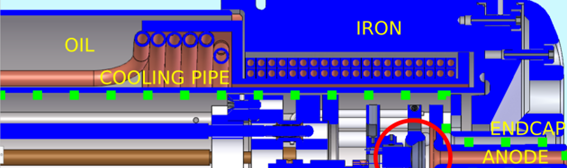 IRON
OIL
COOLING PIPE
ENDCAP
ANODE